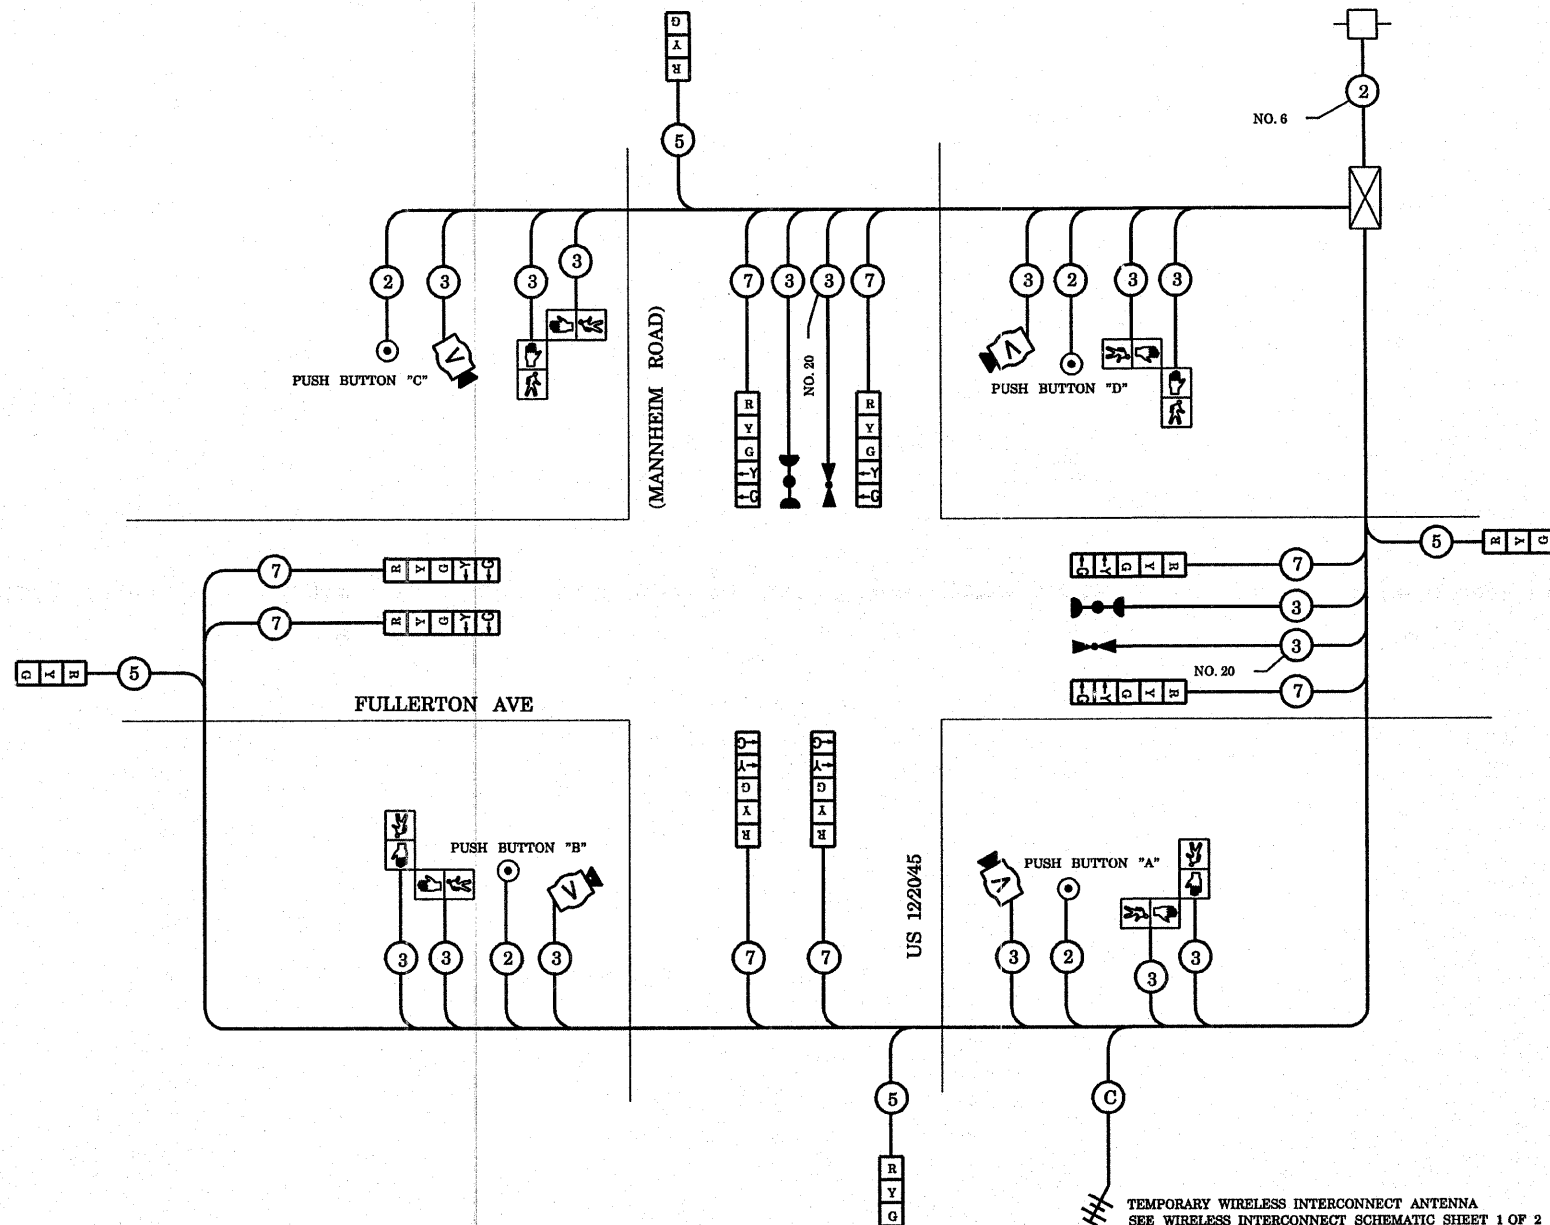 G
Y
R
5
2
NO. 6
2
3
3
3
7
3
3
7
3
2
3
3
NO. 20
PUSH BUTTON "C"
V
V
PUSH BUTTON "D"
(MANNHEIM ROAD)
R
Y
G
←Y
←G
R
Y
G
←Y
←G
7
R Y G ←Y ←G
7
R Y G ←Y ←G
5
R Y G
←G ←Y G Y R
7
3
3
NO. 20
←G ←Y G Y R
7
G Y R
5
FULLERTON AVE
←G
←Y
G
Y
R
←G
←Y
G
Y
R
PUSH BUTTON "B"
V
V
PUSH BUTTON "A"
US 12/20/45
3
3
2
3
7
7
3
2
3
3
5
C
R
Y
G
TEMPORARY WIRELESS INTERCONNECT ANTENNA
SEE WIRELESS INTERCONNECT SCHEMATIC SHEET 1 OF 2